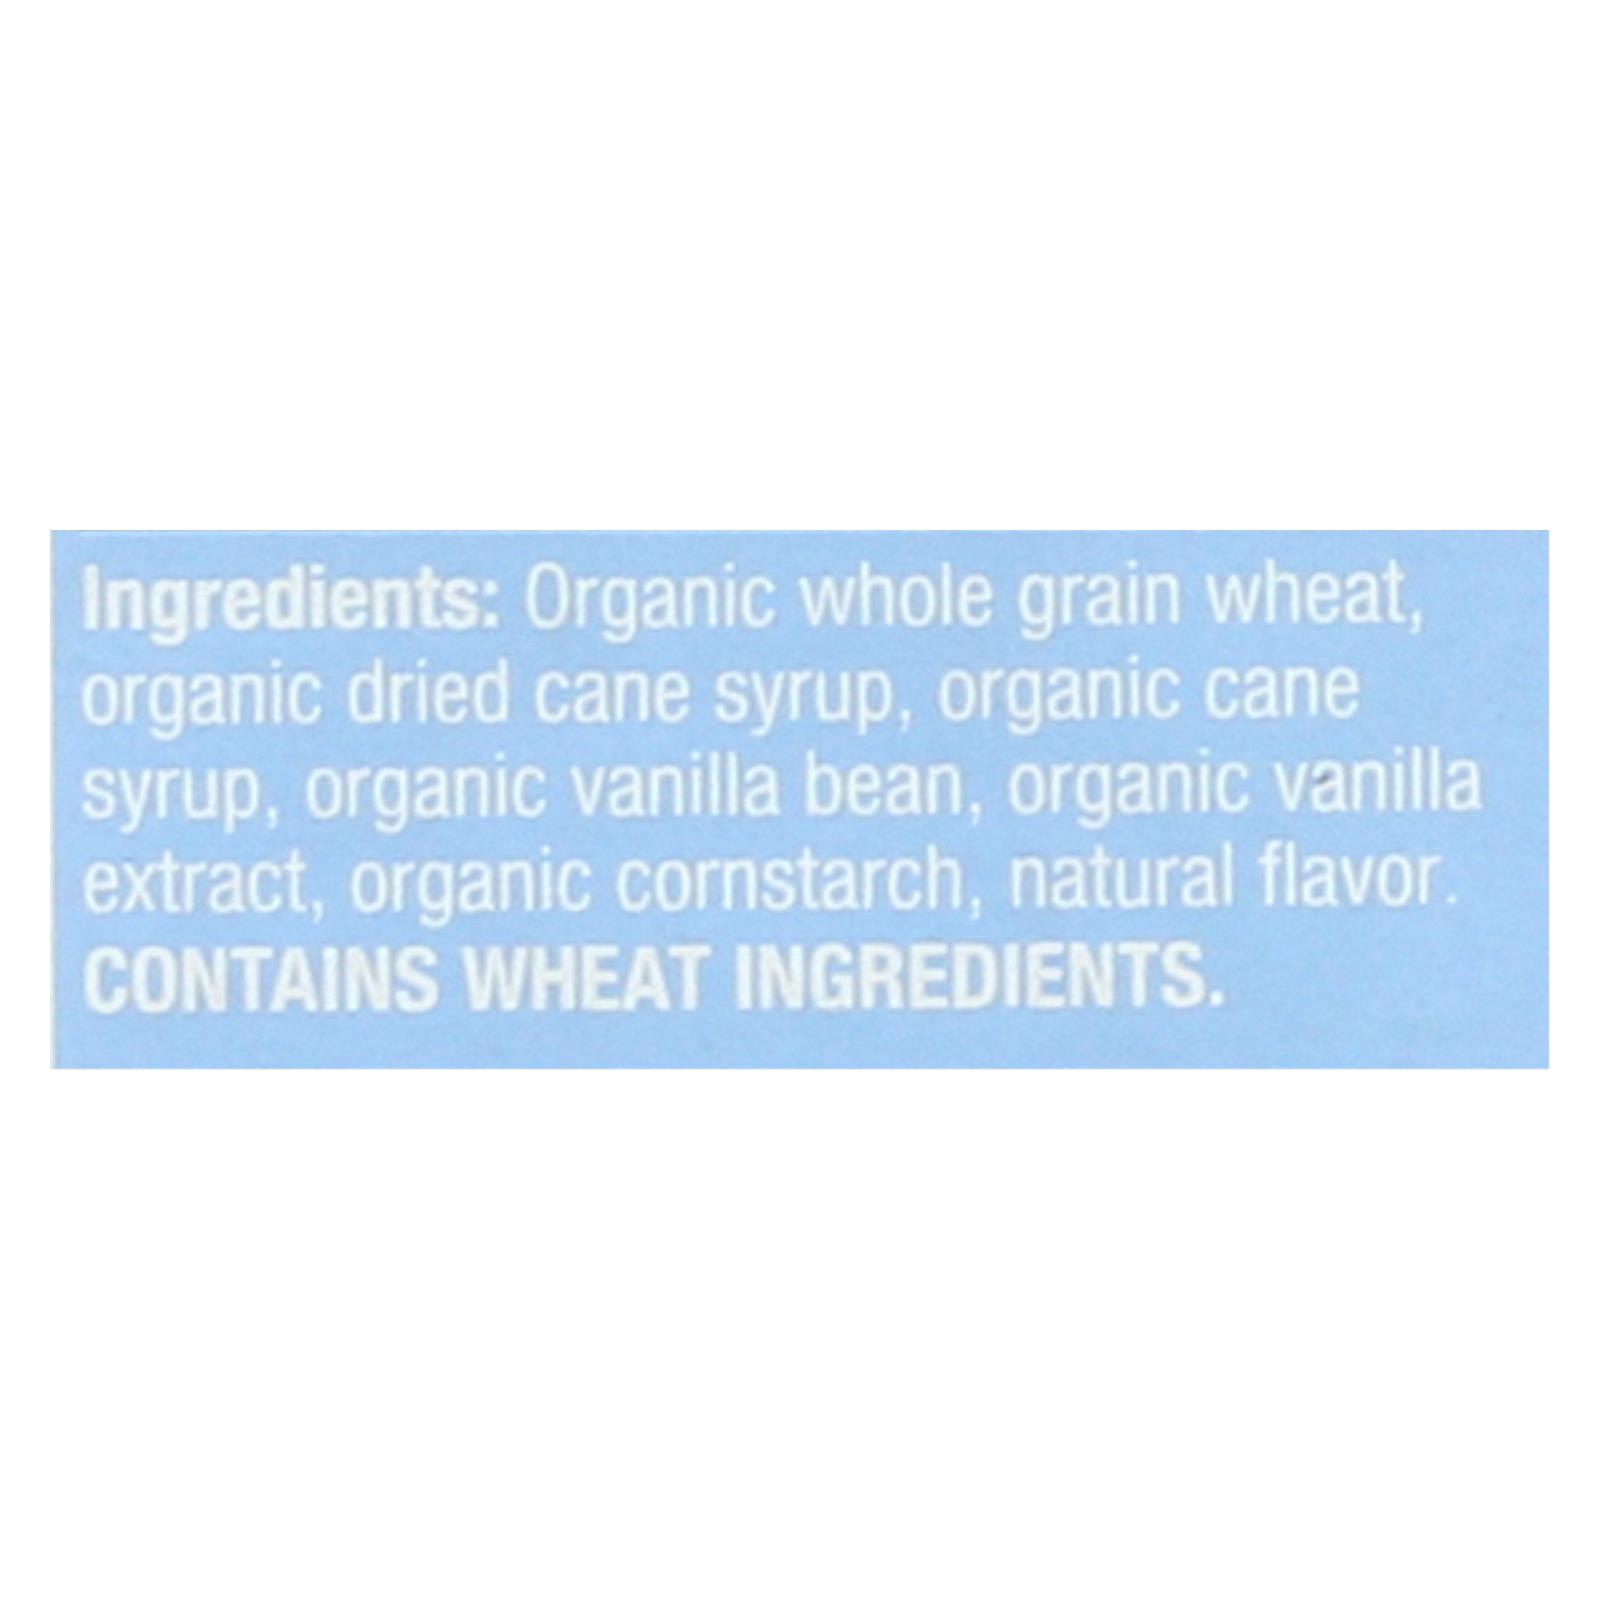 Ingredients: Organic whole grain wheat,
organic dried cane syrup, organic cane
syrup, organic vanilla bean, organic vanilla
extract, organic cornstarch, natural flavor.
CONTAINS WHEAT INGREDIENTS.